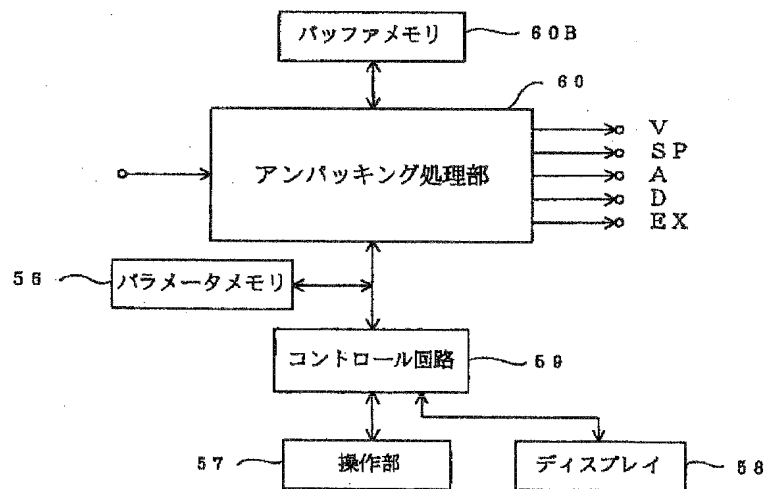 バッファメモリ 60B
60
アンパッキング処理部
V
SP
A
D
EX
56 パラメータメモリ
コントロール回路 59
57 操作部
ディスプレイ 58